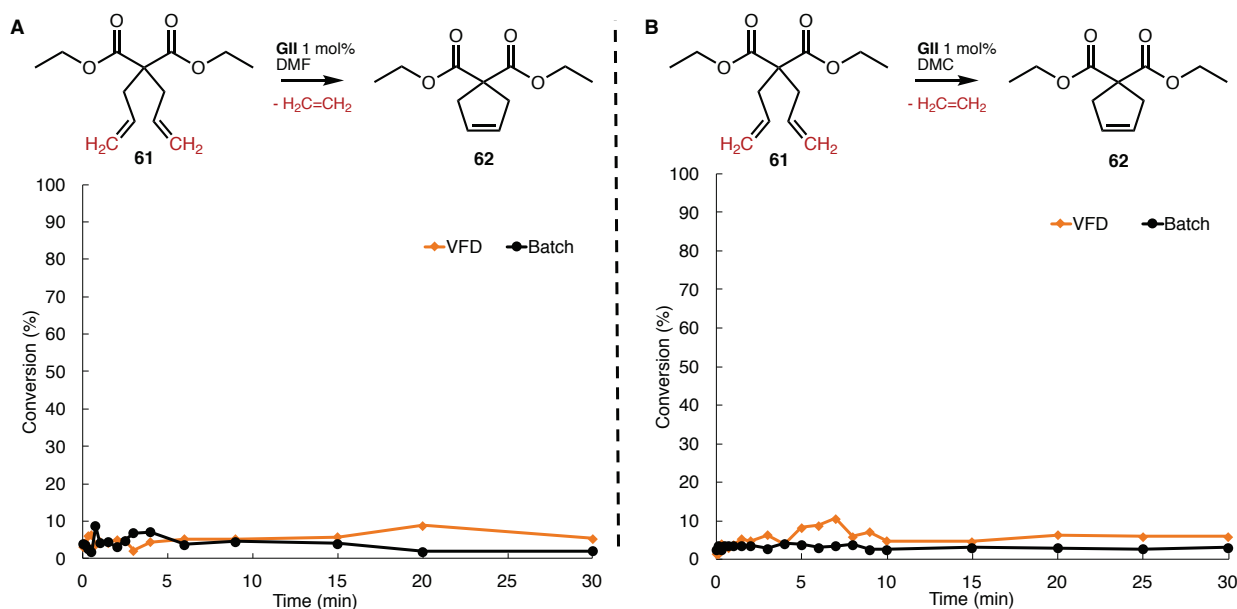 A
O O
O O
GII 1 mol%
DMF
- H₂C=CH₂
H₂C CH₂
61
O O
O O
62
100
90
80
70
60
50
40
30
20
10
0
Conversion (%)
VFD Batch
0 5 10 15 20 25 30
Time (min)
B
O O
O O
GII 1 mol%
DMC
- H₂C=CH₂
H₂C CH₂
61
O O
O O
62
100
90
80
70
60
50
40
30
20
10
0
Conversion (%)
VFD Batch
0 5 10 15 20 25 30
Time (min)